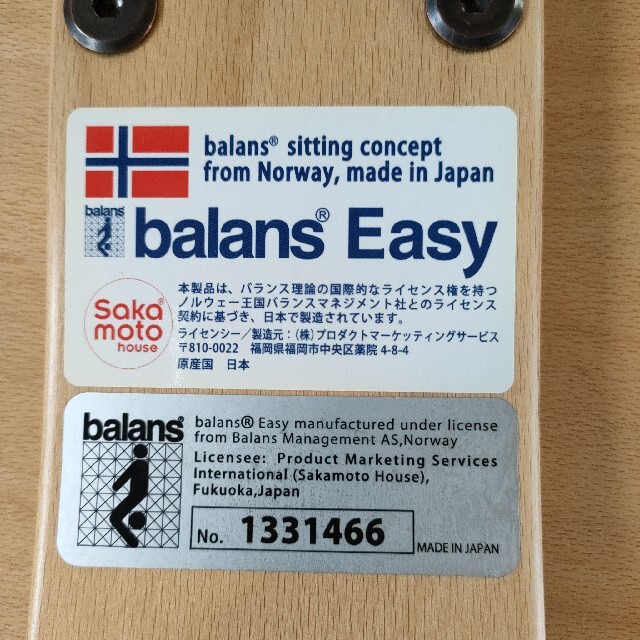 balans® sitting concept
from Norway, made in Japan
balans®
balans® Easy
本製品は、バランス理論の国際的なライセンス権を持つ
ノルウェー王国バランスマネジメント社とのライセンス
契約に基づき、日本で製造されています。
Saka®
moto
house
ライセンシー/製造元:(株)プロダクトマーケッティングサービス
〒810-0022 福岡県福岡市中央区薬院 4-8-4
原産国 日本
balans®
balans® Easy manufactured under license
from Balans Management AS,Norway
Licensee: Product Marketing Services
International (Sakamoto House),
Fukuoka,Japan
No. 1331466
MADE IN JAPAN